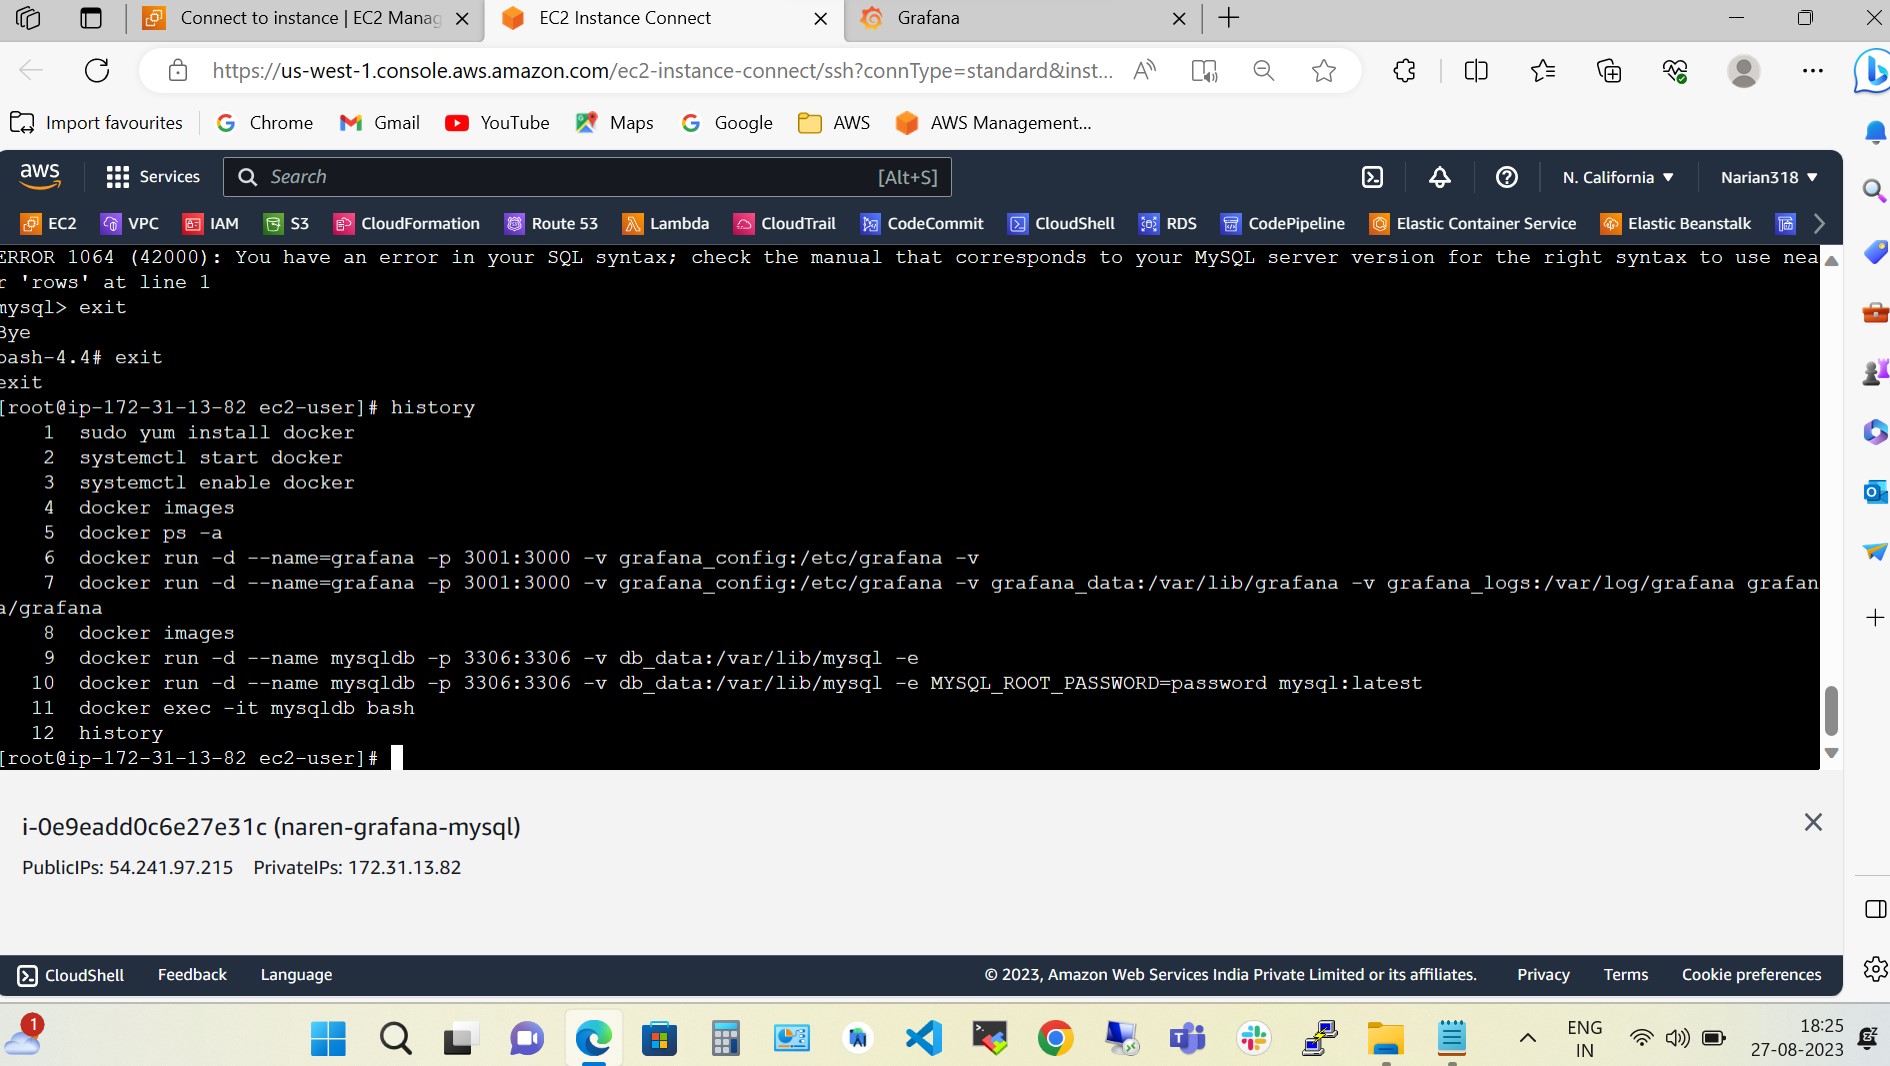 Connect to instance | EC2 Manag
EC2 Instance Connect
Grafana
https://us-west-1.console.aws.amazon.com/ec2-instance-connect/ssh?connType=standard&inst...
Import favourites
Chrome
Gmail
YouTube
Maps
Google
AWS
AWS Management...
aws
Services
Search
[Alt+S]
N. California
Narian318
EC2
VPC
IAM
S3
CloudFormation
Route 53
Lambda
CloudTrail
CodeCommit
CloudShell
RDS
CodePipeline
Elastic Container Service
Elastic Beanstalk
ERROR 1064 (42000): You have an error in your SQL syntax; check the manual that corresponds to your MySQL server version for the right syntax to use nea
r 'rows' at line 1
mysql> exit
Bye
bash-4.4# exit
exit
[root@ip-172-31-13-82 ec2-user]# history
1 sudo yum install docker
2 systemctl start docker
3 systemctl enable docker
4 docker images
5 docker ps -a
6 docker run -d --name=grafana -p 3001:3000 -v grafana_config:/etc/grafana -v
7 docker run -d --name=grafana -p 3001:3000 -v grafana_config:/etc/grafana -v grafana_data:/var/lib/grafana -v grafana_logs:/var/log/grafana grafan
a/grafana
8 docker images
9 docker run -d --name mysqldb -p 3306:3306 -v db_data:/var/lib/mysql -e
10 docker run -d --name mysqldb -p 3306:3306 -v db_data:/var/lib/mysql -e MYSQL_ROOT_PASSWORD=password mysql:latest
11 docker exec -it mysqldb bash
12 history
[root@ip-172-31-13-82 ec2-user]#
i-0e9eadd0c6e27e31c (naren-grafana-mysql)
PublicIPs: 54.241.97.215 PrivateIPs: 172.31.13.82
CloudShell
Feedback
Language
© 2023, Amazon Web Services India Private Limited or its affiliates.
Privacy
Terms
Cookie preferences
1
ENG
IN
18:25
27-08-2023